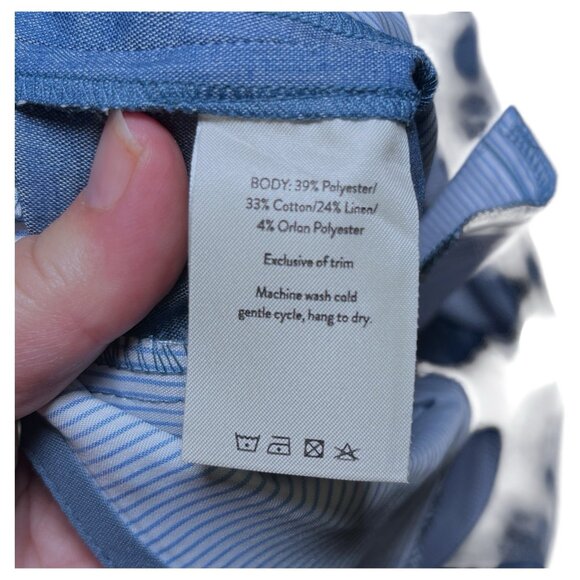 BODY: 39% Polyester/
33% Cotton/24% Linen/
4% Orlan Polyester
Exclusive of trim
Machine wash cold
gentle cycle, hang to dry.